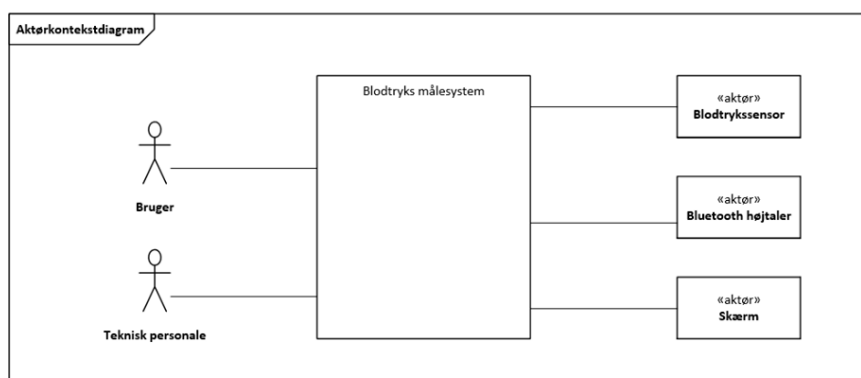 Aktørkontekstdiagram
Blodtryks målesystem
«aktør»
Blodtrykssensor
Bruger
«aktør»
Bluetooth højtaler
Teknisk personale
«aktør»
Skærm